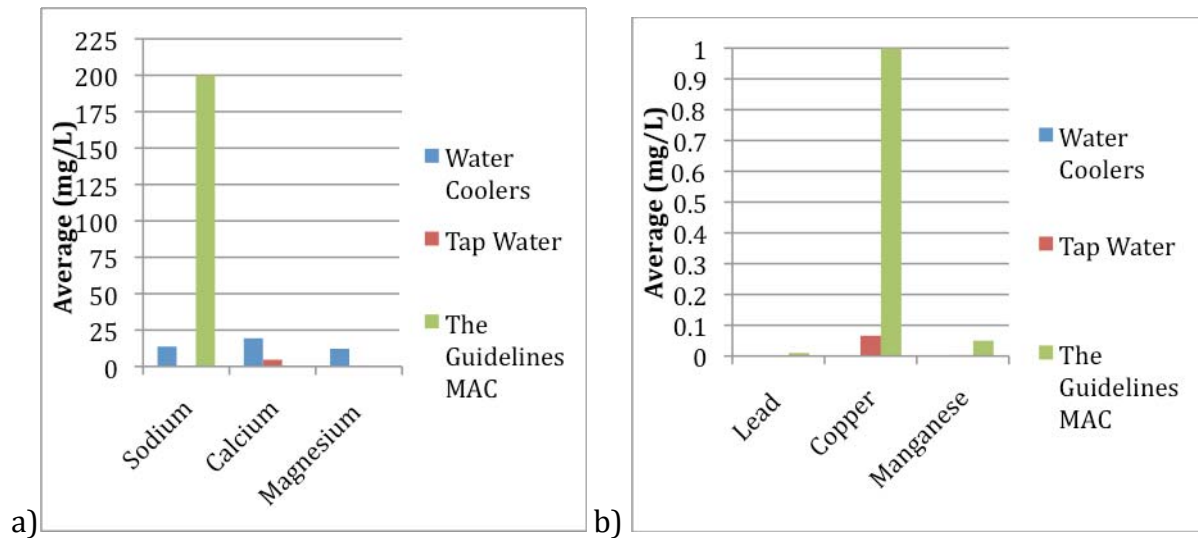 225
200
175
150
125
100
75
50
25
0
Average (mg/L)
Sodium
Calcium
Magnesium
Water
Coolers
Tap Water
The
Guidelines
MAC
a)
1
0.9
0.8
0.7
0.6
0.5
0.4
0.3
0.2
0.1
0
Average (mg/L)
Lead
Copper
Manganese
Water
Coolers
Tap Water
The
Guidelines
MAC
b)